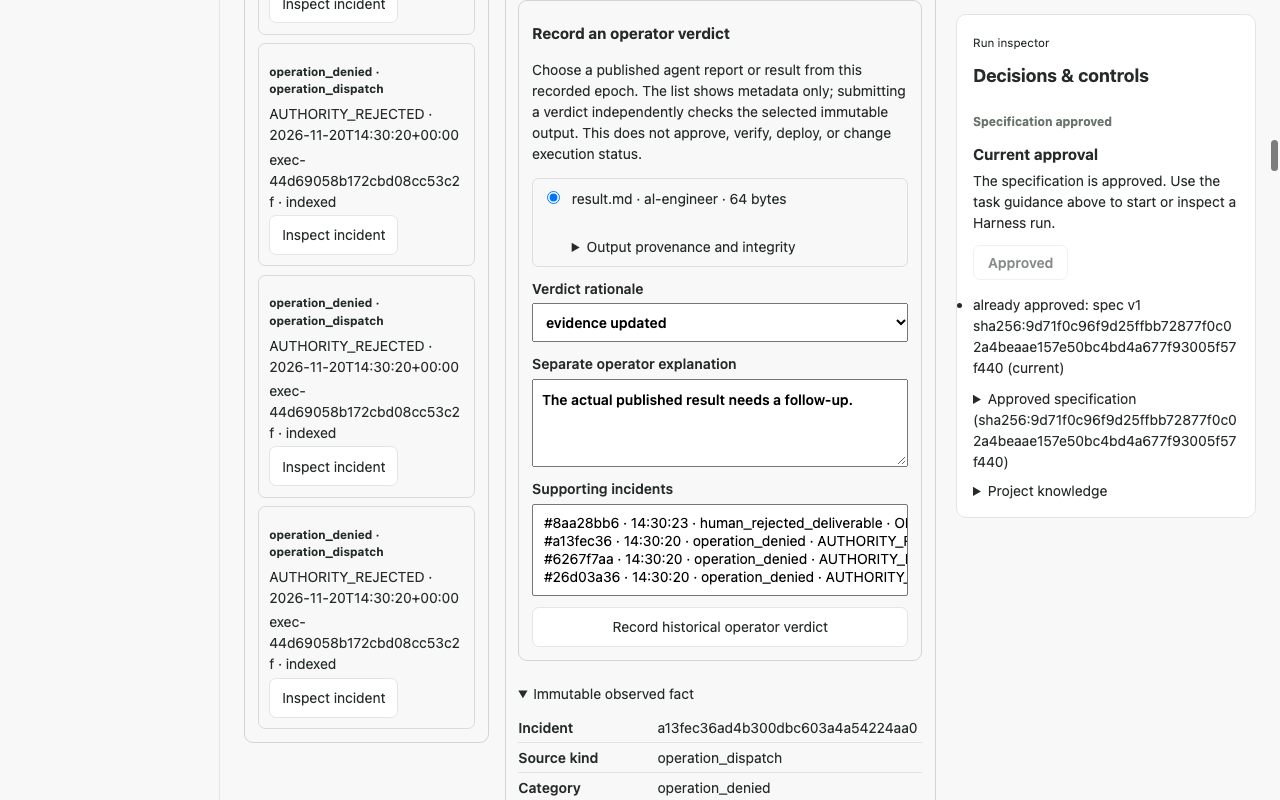 Inspect incident
operation_denied ·
operation_dispatch
AUTHORITY_REJECTED ·
2026-11-20T14:30:20+00:00
exec-
44d69058b172cbd08cc53c2
f · indexed
Inspect incident
operation_denied ·
operation_dispatch
AUTHORITY_REJECTED ·
2026-11-20T14:30:20+00:00
exec-
44d69058b172cbd08cc53c2
f · indexed
Inspect incident
operation_denied ·
operation_dispatch
AUTHORITY_REJECTED ·
2026-11-20T14:30:20+00:00
exec-
44d69058b172cbd08cc53c2
f · indexed
Inspect incident
Record an operator verdict
Choose a published agent report or result from this
recorded epoch. The list shows metadata only; submitting
a verdict independently checks the selected immutable
output. This does not approve, verify, deploy, or change
execution status.
result.md · al-engineer · 64 bytes
Output provenance and integrity
Verdict rationale
evidence updated
Separate operator explanation
The actual published result needs a follow-up.
Supporting incidents
#8aa28bb6 · 14:30:23 · human_rejected_deliverable ·
#a13fec36 · 14:30:20 · operation_denied ·
#6267f7aa · 14:30:20 · operation_denied ·
#26d03a36 · 14:30:20 · operation_denied ·
Record historical operator verdict
Immutable observed fact
Incident a13fec36ad4b300dbc603a4a54224aa0
Source kind operation_dispatch
Category operation_denied
Run inspector
Decisions & controls
Specification approved
Current approval
The specification is approved. Use the
task guidance above to start or inspect a
Harness run.
Approved
already approved: spec v1
sha256:9d71f0c96f9d25ffbb72877f0c0
2a4beaae157e50bc4bd4a677f93005f57
f440 (current)
Approved specification
(sha256:9d71f0c96f9d25ffbb72877f0c0
2a4beaae157e50bc4bd4a677f93005f57
f440)
Project knowledge